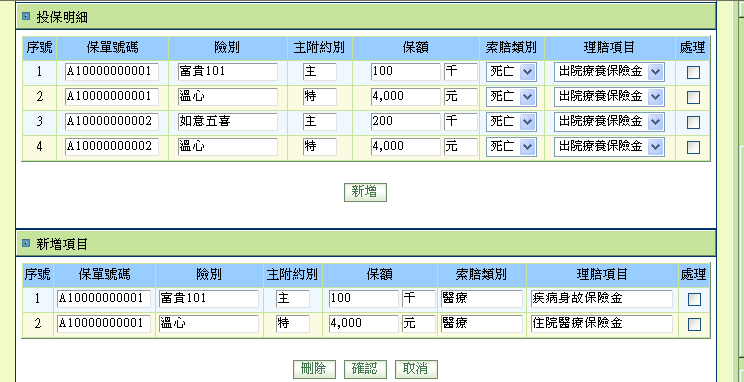 投保明細
序號 保單號碼 險別 主附約別 保額 索賠類別 理賠項目 處理
1 A10000000001 富貴101 主 100 千 死亡 出院療養保險金
2 A10000000001 溫心 特 4,000 元 死亡 出院療養保險金
3 A10000000002 如意五喜 主 200 千 死亡 出院療養保險金
4 A10000000002 溫心 特 4,000 元 死亡 出院療養保險金
新增
新增項目
序號 保單號碼 險別 主附約別 保額 索賠類別 理賠項目 處理
1 A10000000001 富貴101 主 100 千 醫療 疾病身故保險金
2 A10000000001 溫心 特 4,000 元 醫療 住院醫療保險金
刪除 確認 取消